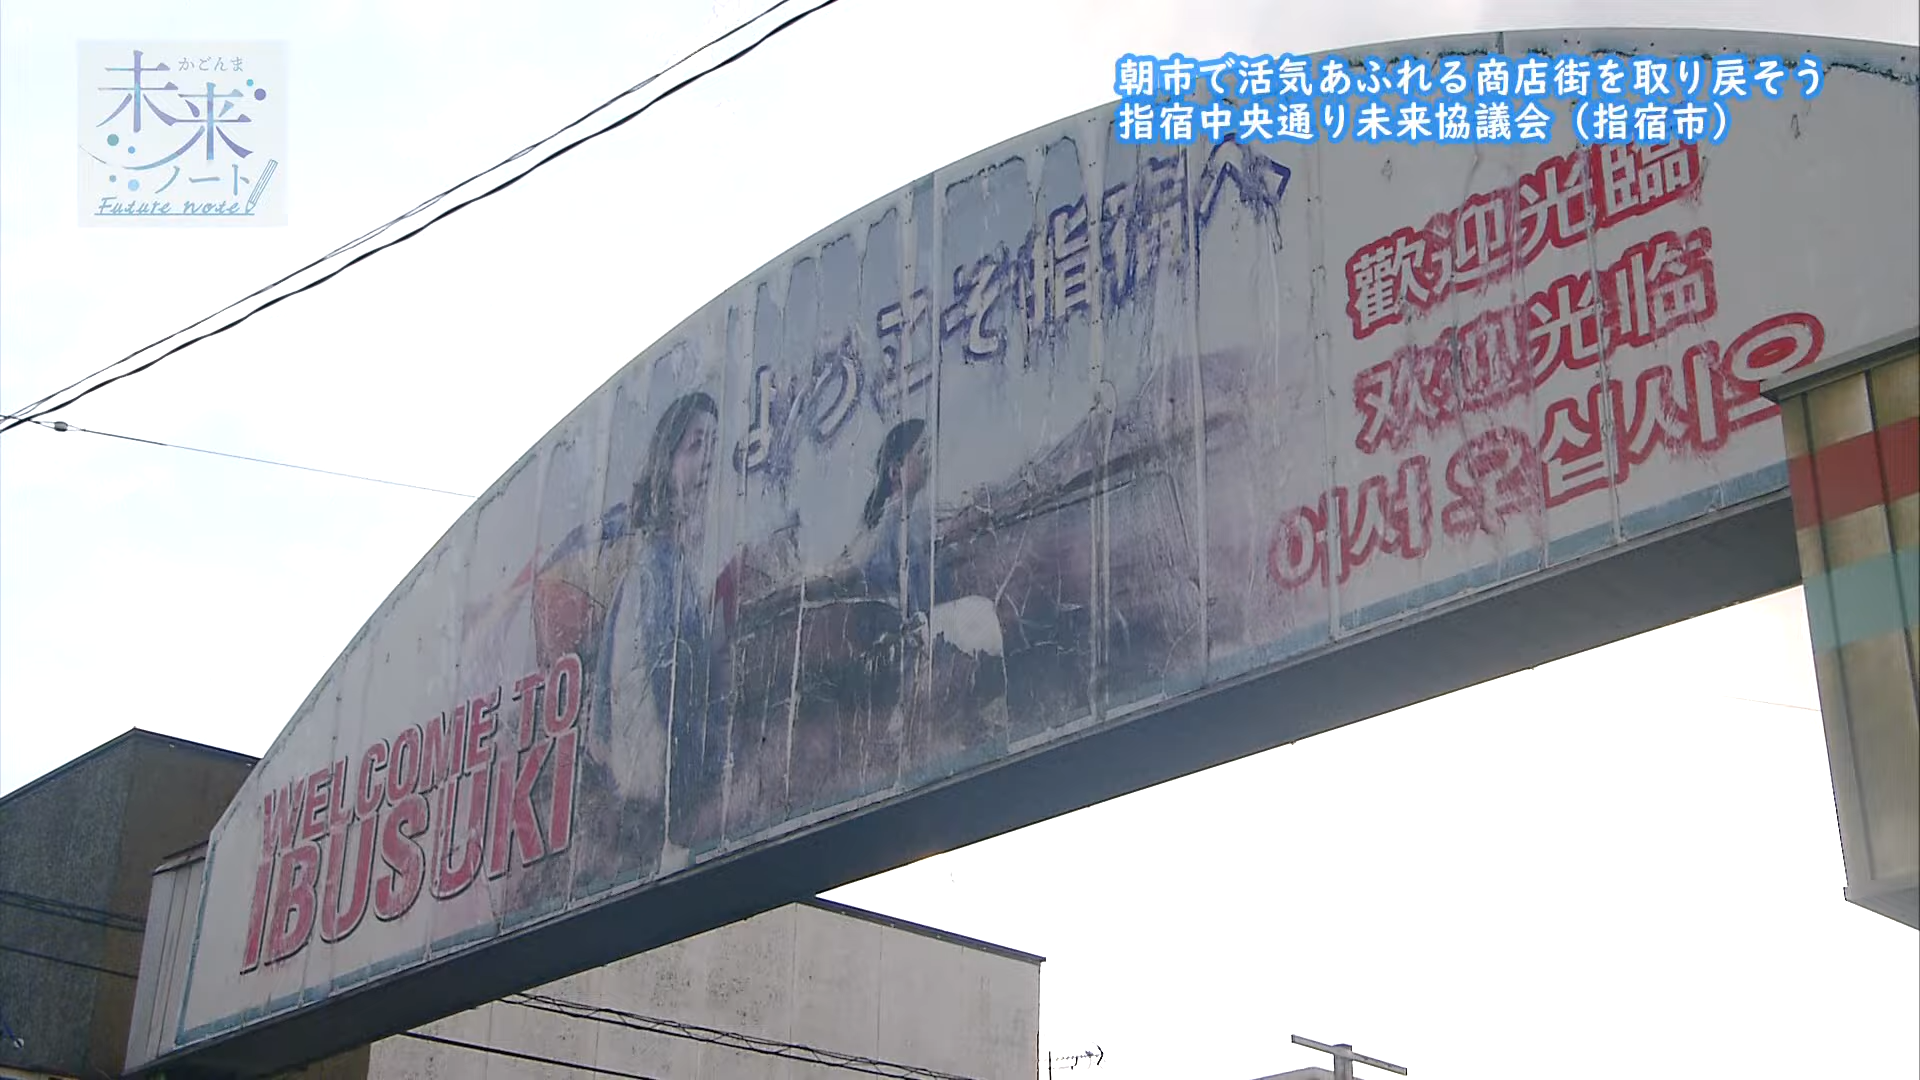 かごんま
未来
ノート
Future note
朝市で活気あふれる商店街を取り戻そう
指宿中央通り未来協議会（指宿市）
ようこそ指宿へ
歡迎光臨
欢迎光临
어서오십시오
WELCOME TO
IBUSUKI